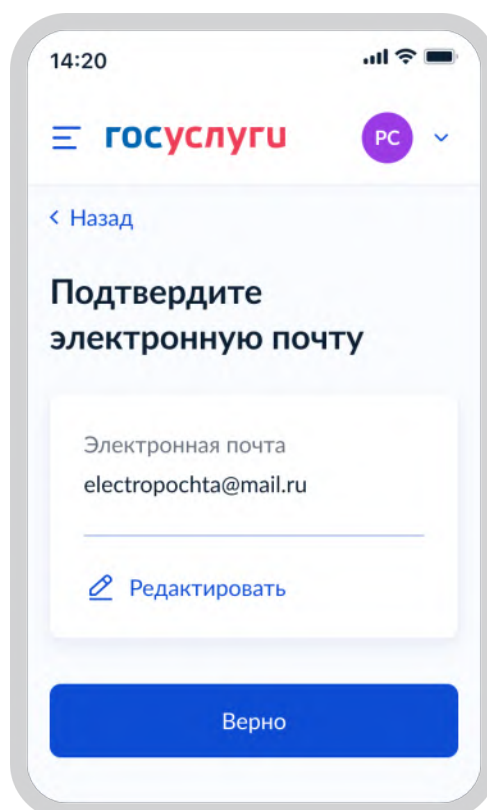 14:20
госуслуги
РС
Назад
Подтвердите
электронную почту
Электронная почта
electropochta@mail.ru
Редактировать
Верно